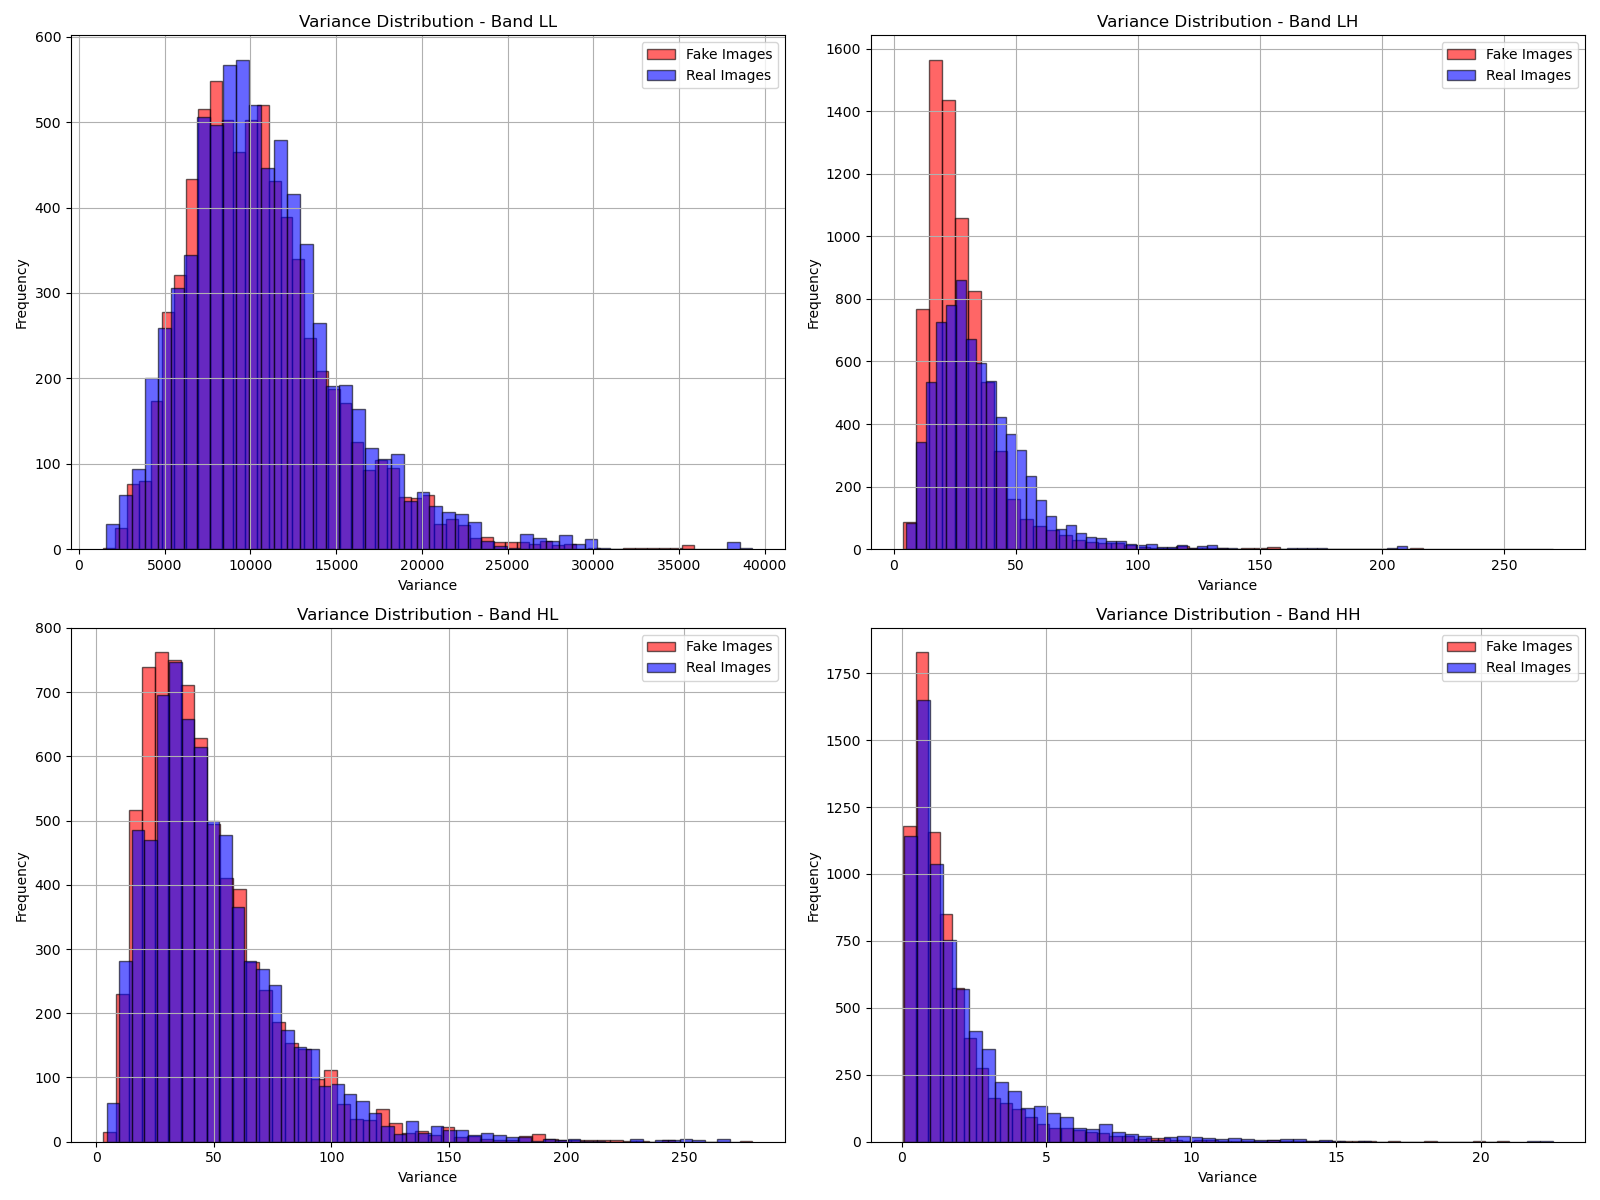 Variance Distribution - Band LL
Fake Images
Real Images
600
500
400
300
200
100
0
Frequency
0 5000 10000 15000 20000 25000 30000 35000 40000
Variance
Variance Distribution - Band LH
Fake Images
Real Images
1600
1400
1200
1000
800
600
400
200
0
Frequency
0 50 100 150 200 250
Variance
Variance Distribution - Band HL
Fake Images
Real Images
800
700
600
500
400
300
200
100
0
Frequency
0 50 100 150 200 250
Variance
Variance Distribution - Band HH
Fake Images
Real Images
1750
1500
1250
1000
750
500
250
0
Frequency
0 5 10 15 20
Variance